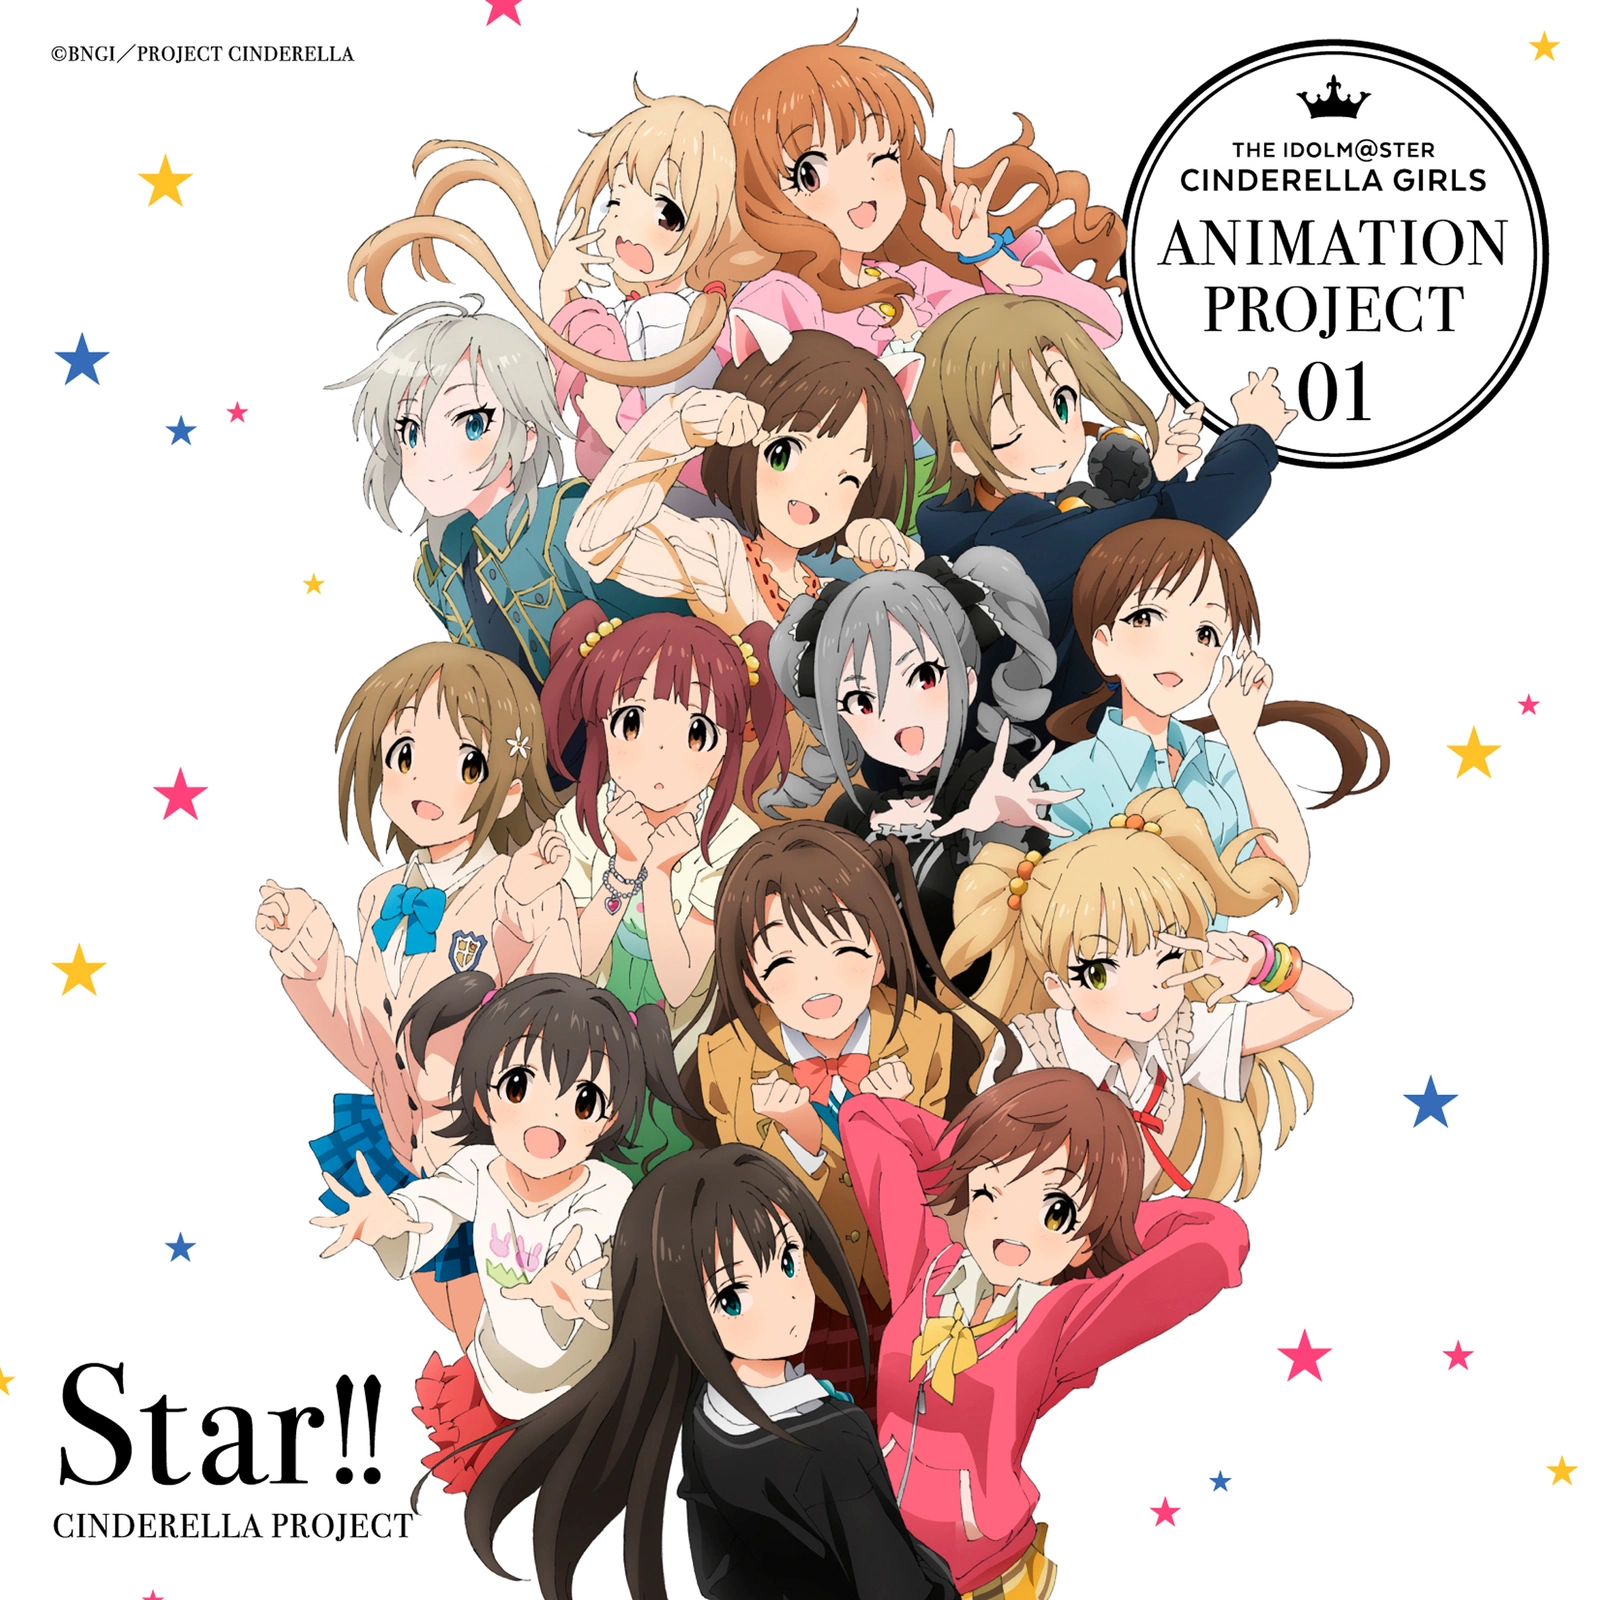 ©BNGI／PROJECT CINDERELLA
THE IDOLM@STER
CINDERELLA GIRLS
ANIMATION
PROJECT
01
Star!!
CINDERELLA PROJECT